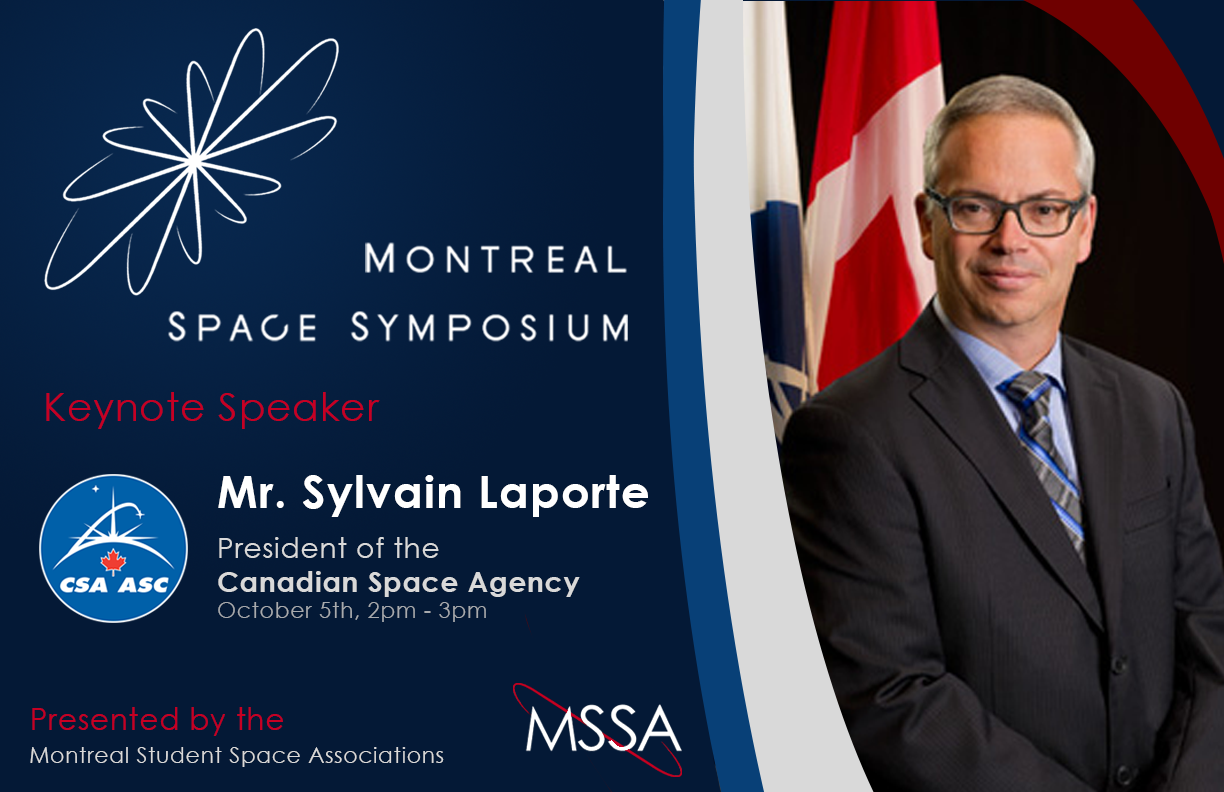 MONTREAL
SPACE SYMPOSIUM
Keynote Speaker
Mr. Sylvain Laporte
President of the
Canadian Space Agency
October 5th, 2pm - 3pm
CSA ASC
Presented by the
Montreal Student Space Associations
MSSA